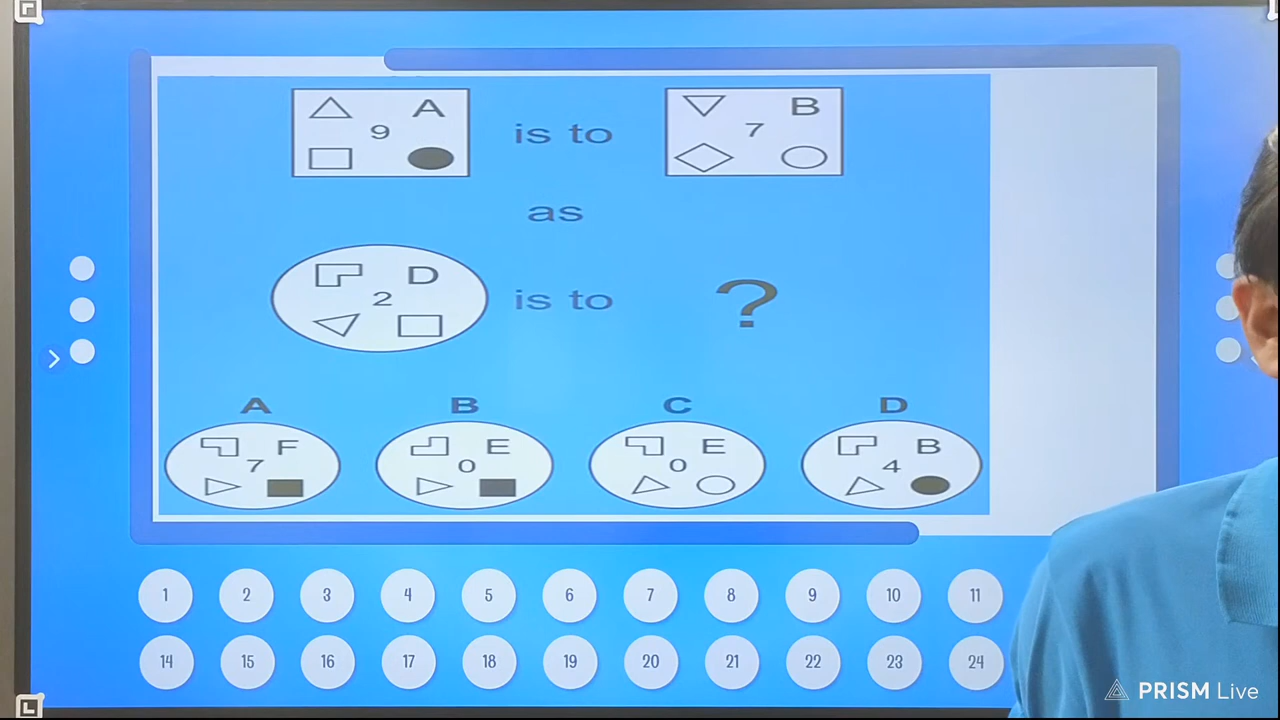 A B
9 is to 7
as
D
2 is to ?
A B C D
F E E B
7 0 0 4
1 2 3 4 5 6 7 8 9 10 11
14 15 16 17 18 19 20 21 22 23 24
PRISM Live